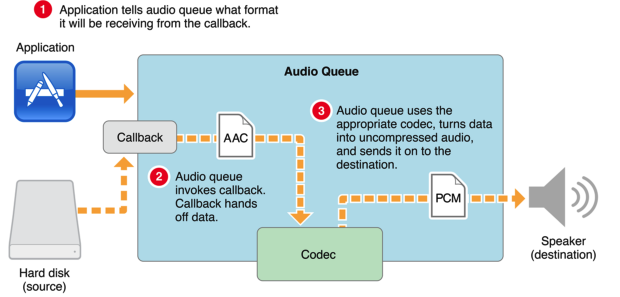 1 Application tells audio queue what format
it will be receiving from the callback.
Application
Audio Queue
Callback
AAC
3 Audio queue uses the
appropriate codec, turns data
into uncompressed audio,
and sends it on to the
destination.
2 Audio queue
invokes callback.
Callback hands
off data.
PCM
Codec
Speaker
(destination)
Hard disk
(source)